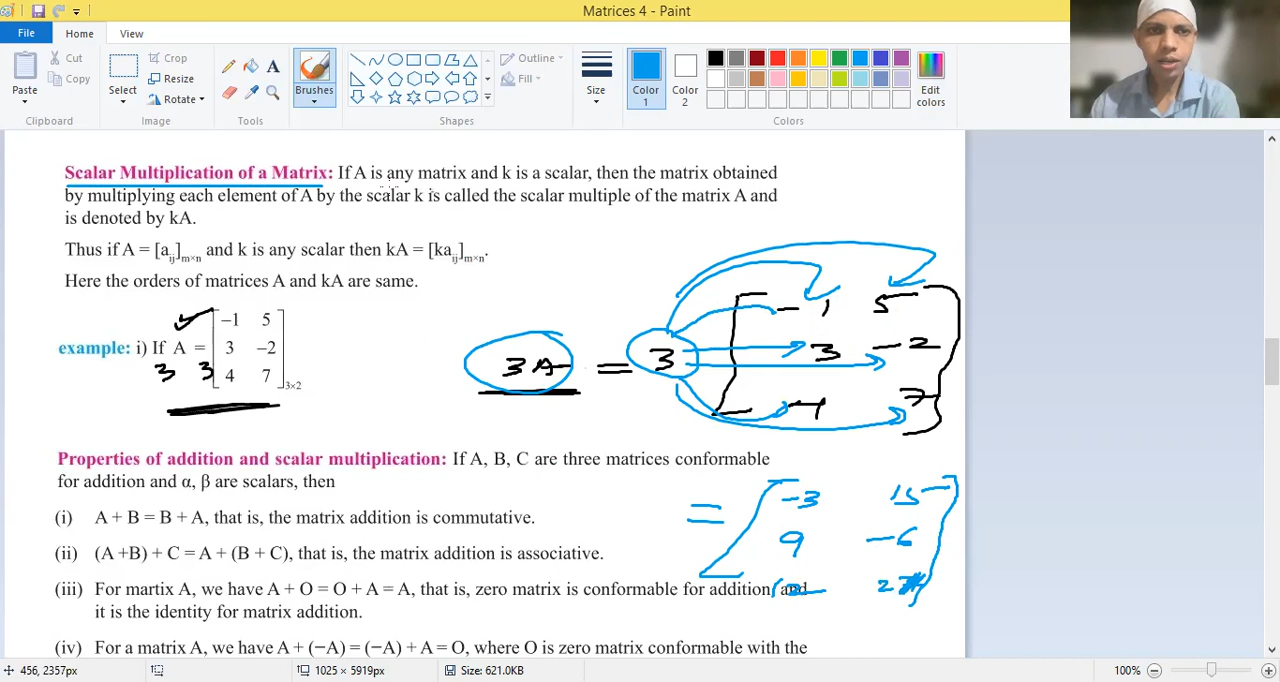 Matrices 4 - Paint
File Home View
Paste
Cut
Copy
Clipboard
Select
Crop
Resize
Rotate
Image
Tools
Brushes
Shapes
Outline
Fill
Size
Color 1
Color 2
Edit colors
Colors
Scalar Multiplication of a Matrix: If A is any matrix and k is a scalar, then the matrix obtained
by multiplying each element of A by the scalar k is called the scalar multiple of the matrix A and
is denoted by kA.
Thus if A = [aij]m×n and k is any scalar then kA = [kaij]m×n.
Here the orders of matrices A and kA are same.
−1 5
example: i) If A = 3 −2
3 3 4 7 3×2
3A = 3
-1 5
3 -2
4 7
Properties of addition and scalar multiplication: If A, B, C are three matrices conformable
for addition and α, β are scalars, then
= -3 15
9 -6
12
(i) A + B = B + A, that is, the matrix addition is commutative.
(ii) (A +B) + C = A + (B + C), that is, the matrix addition is associative.
(iii) For martix A, we have A + O = O + A = A, that is, zero matrix is conformable for addition and
it is the identity for matrix addition.
(iv) For a matrix A, we have A + (−A) = (−A) + A = O, where O is zero matrix conformable with the
456, 2357px
1025 × 5919px
Size: 621.0KB
100%